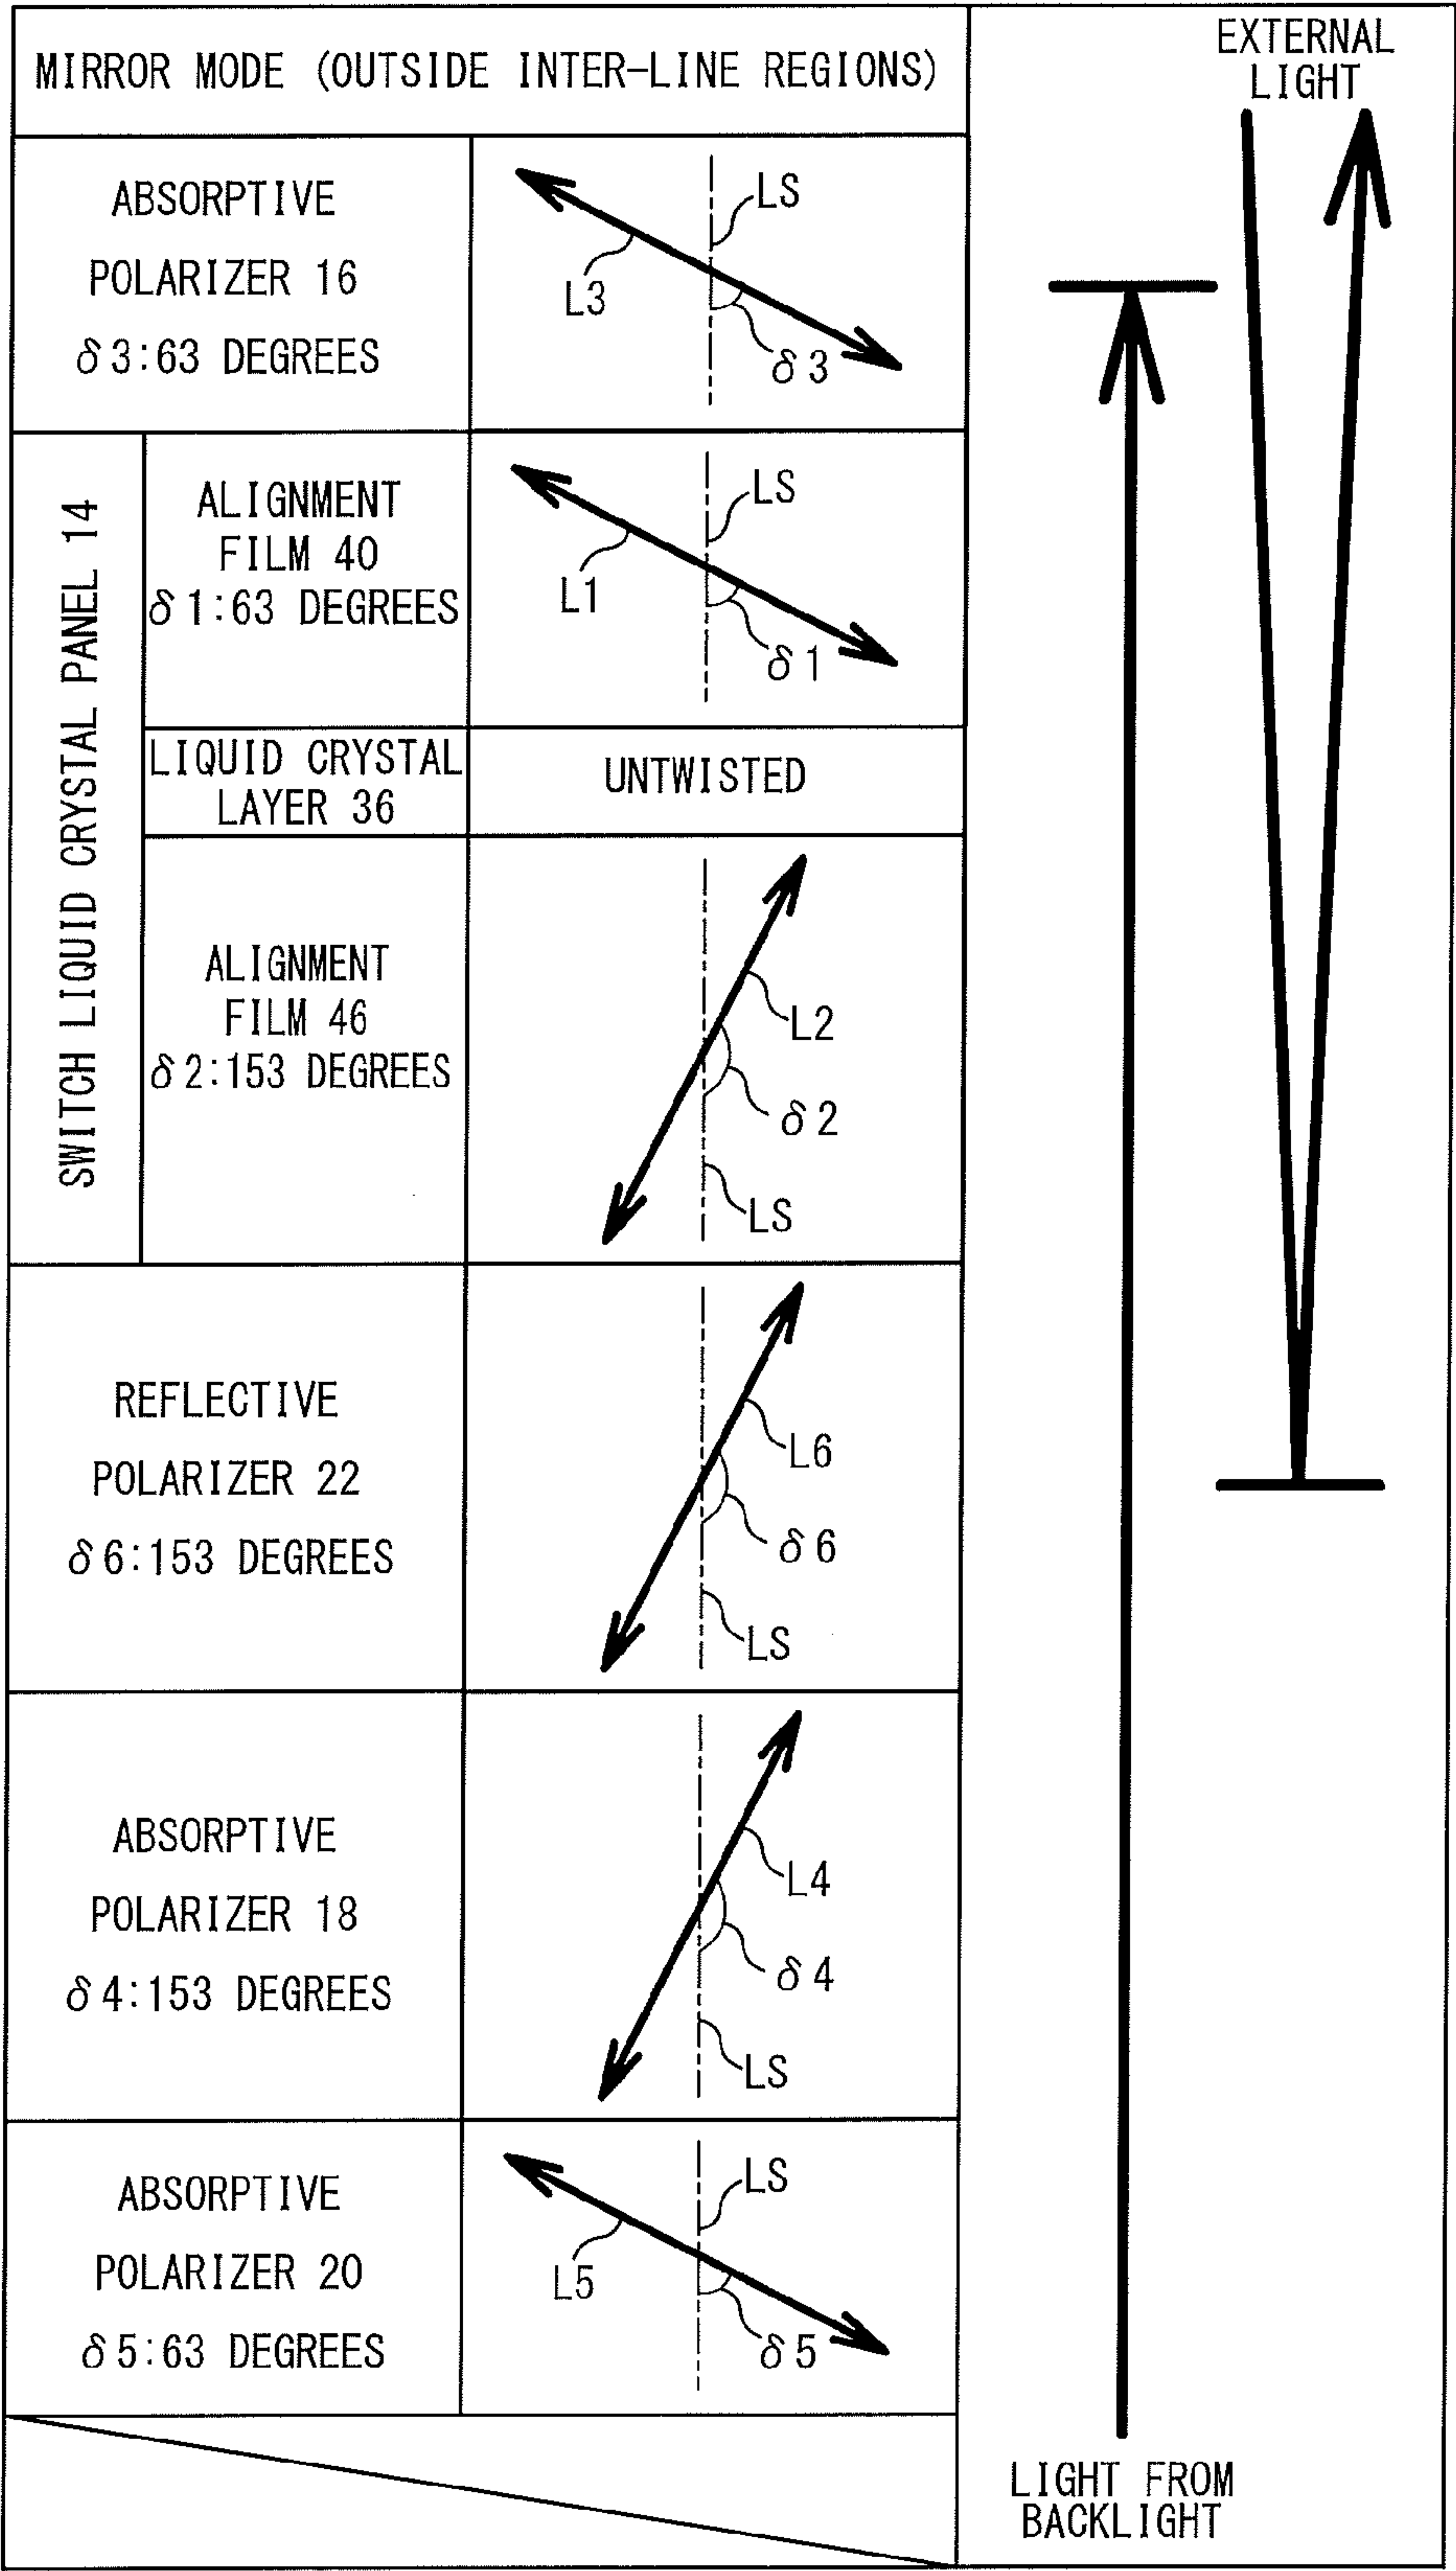 MIRROR MODE (OUTSIDE INTER-LINE REGIONS)
EXTERNAL
LIGHT
ABSORPTIVE
POLARIZER 16
δ3:63 DEGREES
LS
L3
δ3
SWITCH LIQUID CRYSTAL PANEL 14
ALIGNMENT
FILM 40
δ1:63 DEGREES
LS
L1
δ1
LIQUID CRYSTAL
LAYER 36
UNTWISTED
ALIGNMENT
FILM 46
δ2:153 DEGREES
L2
δ2
LS
REFLECTIVE
POLARIZER 22
δ6:153 DEGREES
L6
δ6
LS
ABSORPTIVE
POLARIZER 18
δ4:153 DEGREES
L4
δ4
LS
ABSORPTIVE
POLARIZER 20
δ5:63 DEGREES
LS
L5
δ5
LIGHT FROM
BACKLIGHT